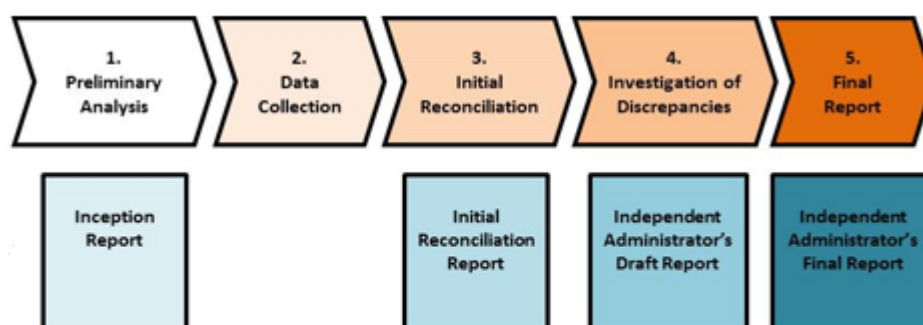 1.
Preliminary
Analysis
2.
Data
Collection
3.
Initial
Reconciliation
4.
Investigation of
Discrepancies
5.
Final
Report
Inception
Report
Initial
Reconciliation
Report
Independent
Administrator's
Draft Report
Independent
Administrator's
Final Report